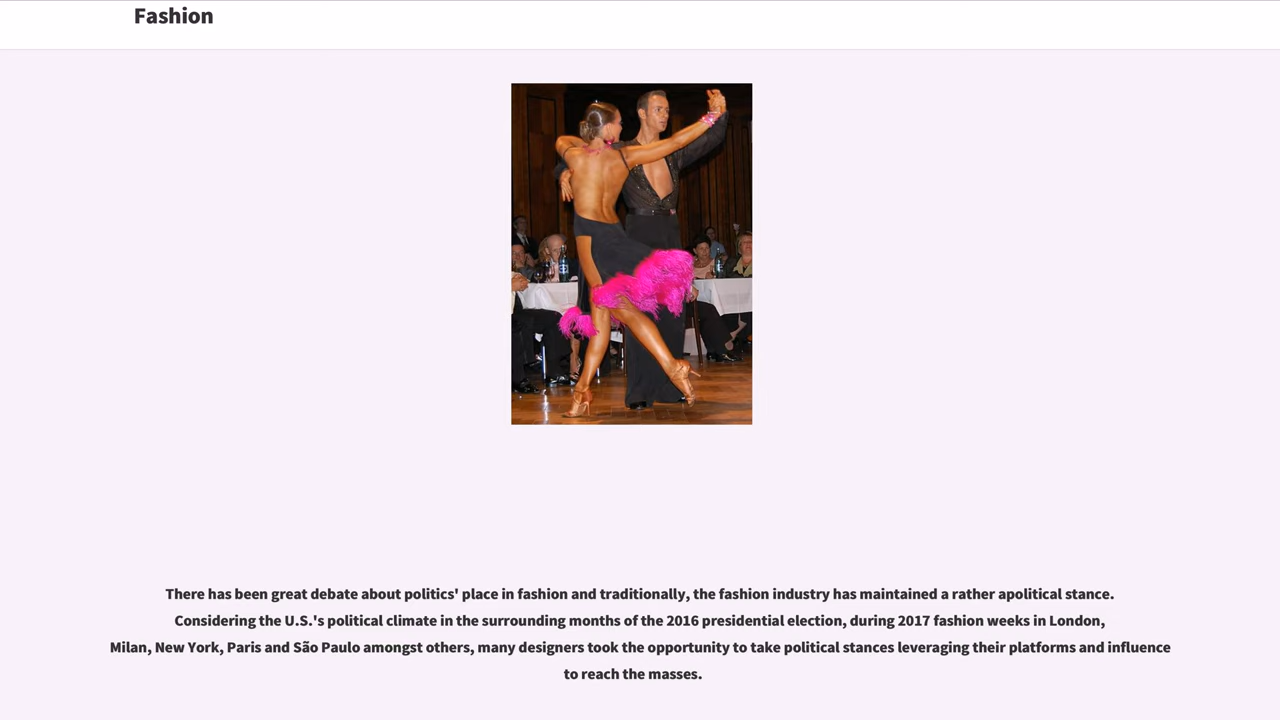 Fashion
There has been great debate about politics' place in fashion and traditionally, the fashion industry has maintained a rather apolitical stance.
Considering the U.S.'s political climate in the surrounding months of the 2016 presidential election, during 2017 fashion weeks in London,
Milan, New York, Paris and São Paulo amongst others, many designers took the opportunity to take political stances leveraging their platforms and influence
to reach the masses.